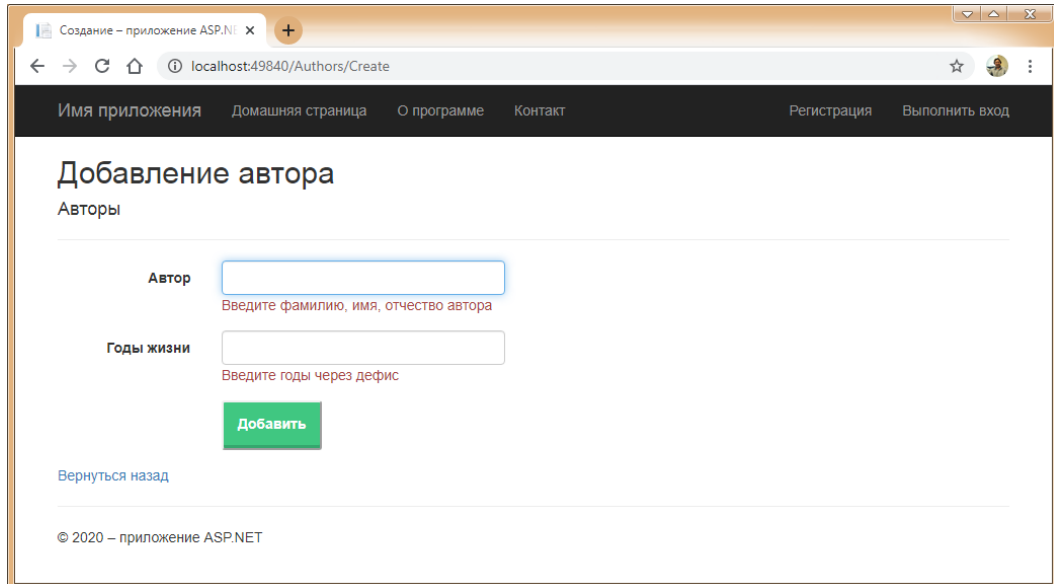 Создание – приложение ASP.N
localhost:49840/Authors/Create
Имя приложения Домашняя страница О программе Контакт Регистрация Выполнить вход
Добавление автора
Авторы
Автор
Введите фамилию, имя, отчество автора
Годы жизни
Введите годы через дефис
Добавить
Вернуться назад
© 2020 – приложение ASP.NET